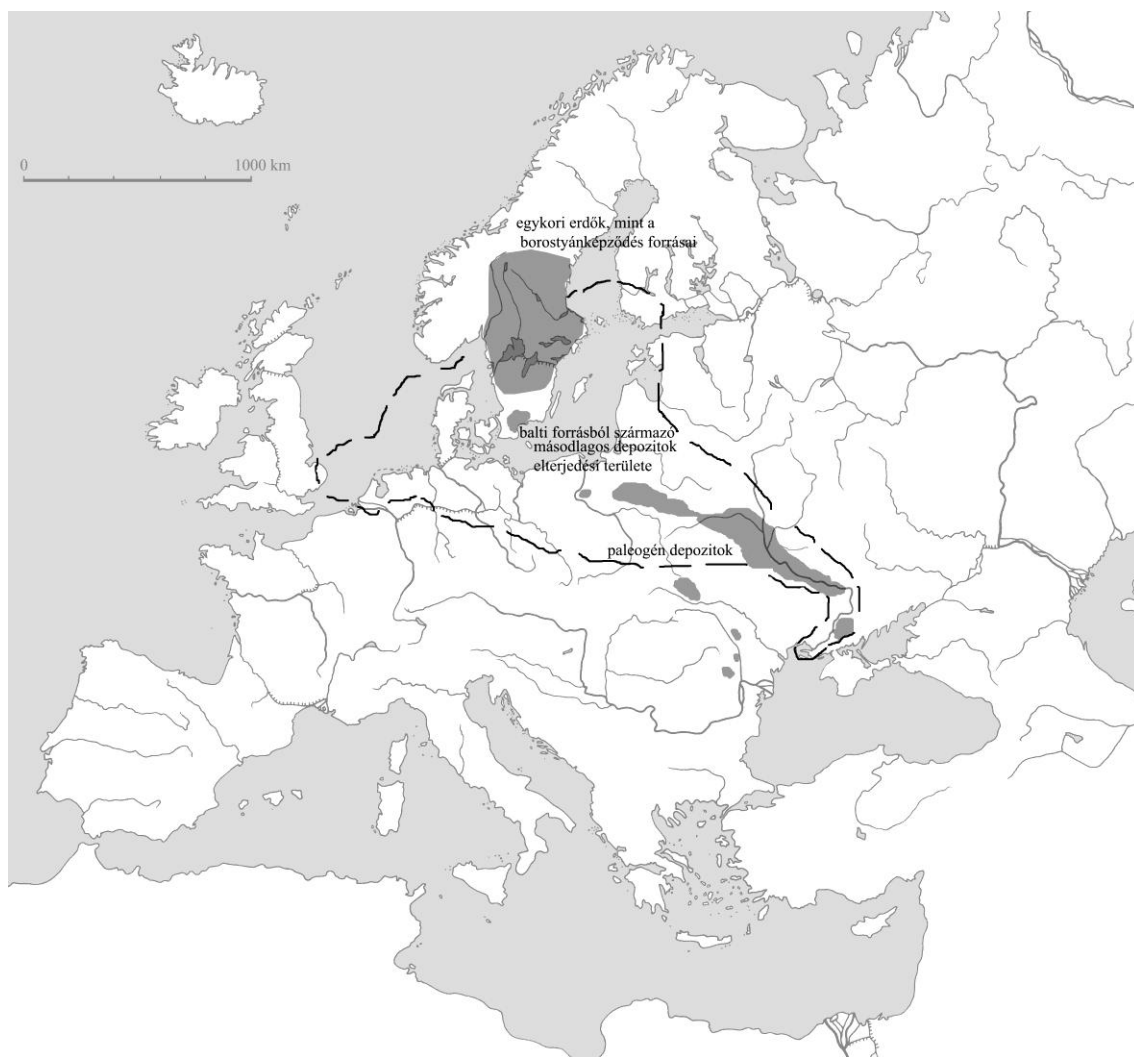 0 1000 km
egykori erdők, mint a
borostyánképződés forrásai
balti forrásból származó
másodlagos depozitok
elterjedési területe
paleogén depozitok